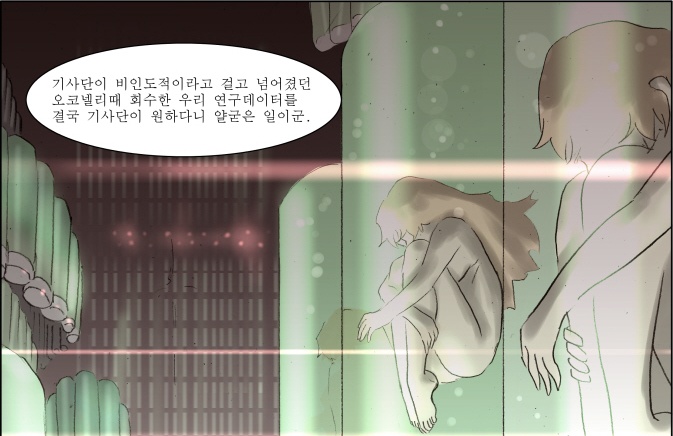 기사단이 비인도적이라고 걸고 넘어졌던
오코넬리때 회수한 우리 연구데이터를
결국 기사단이 원하다니 얄궂은 일이군.